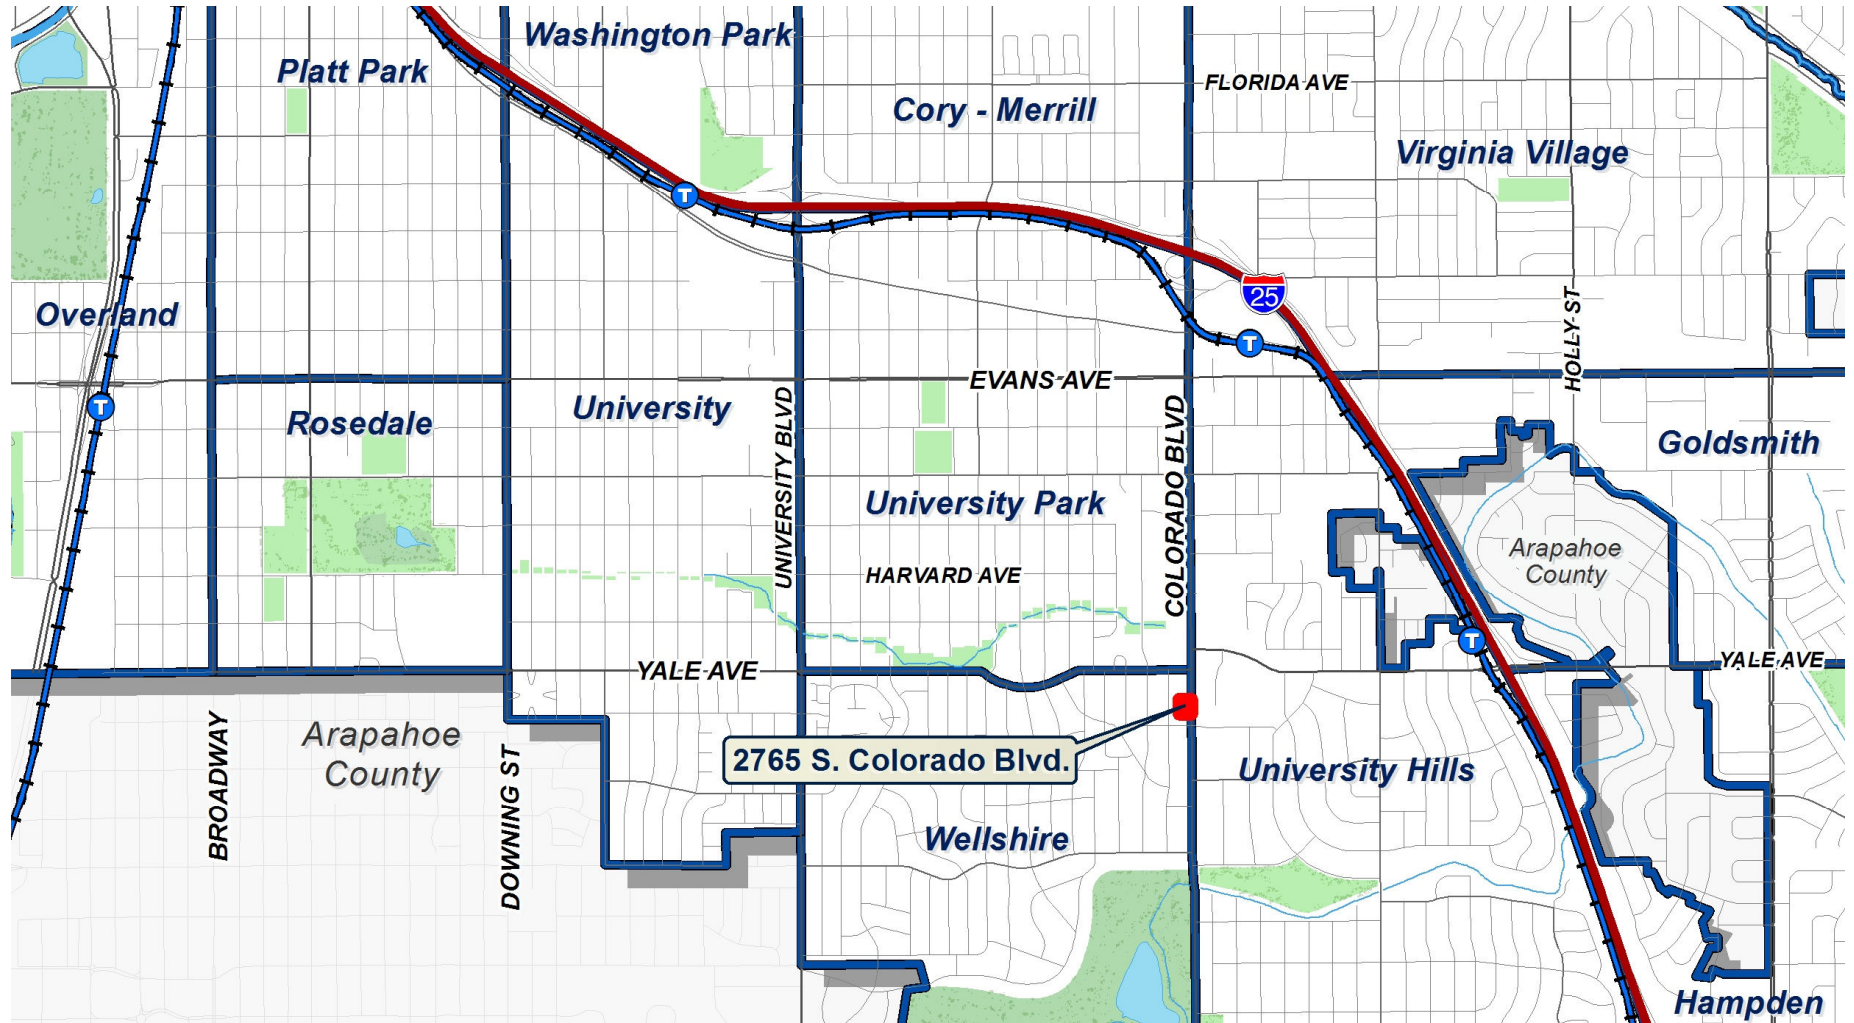 Washington Park
Platt Park
FLORIDA AVE
Cory - Merrill
Virginia Village
T
25
Overland
HOLLY ST
T
EVANS AVE
T
University
Rosedale
UNIVERSITY BLVD
COLORADO BLVD
Goldsmith
University Park
Arapahoe
County
HARVARD AVE
T
YALE AVE
YALE AVE
BROADWAY
Arapahoe
County
DOWNING ST
2765 S. Colorado Blvd.
University Hills
Wellshire
Hampden